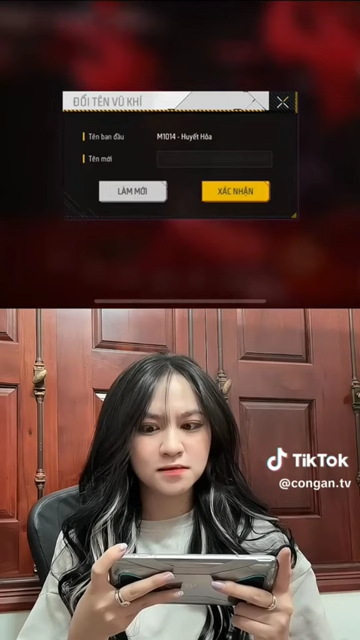 ĐỔI TÊN VŨ KHÍ
Tên ban đầu M1014 - Huyết Hỏa
Tên mới
LÀM MỚI XÁC NHẬN
TikTok
@congan.tv